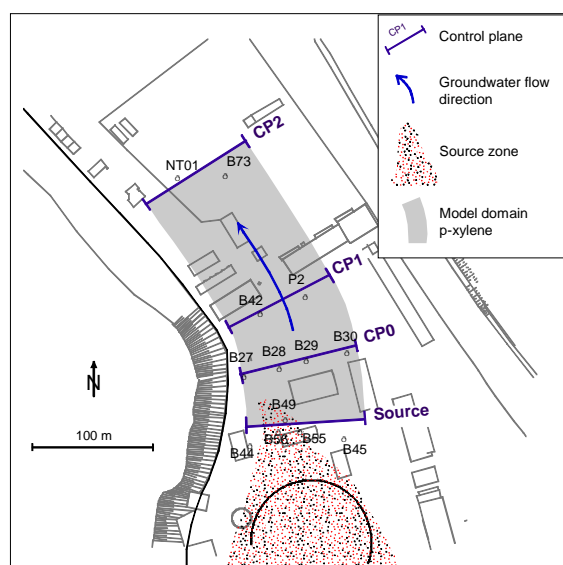 CP1
Control plane
Groundwater flow
direction
Source zone
Model domain
p-xylene
CP2
NT01
B73
CP1
P2
B42
CP0
B30
B29
B28
B27
Source
B49
B55
B44
B45
N
100 m